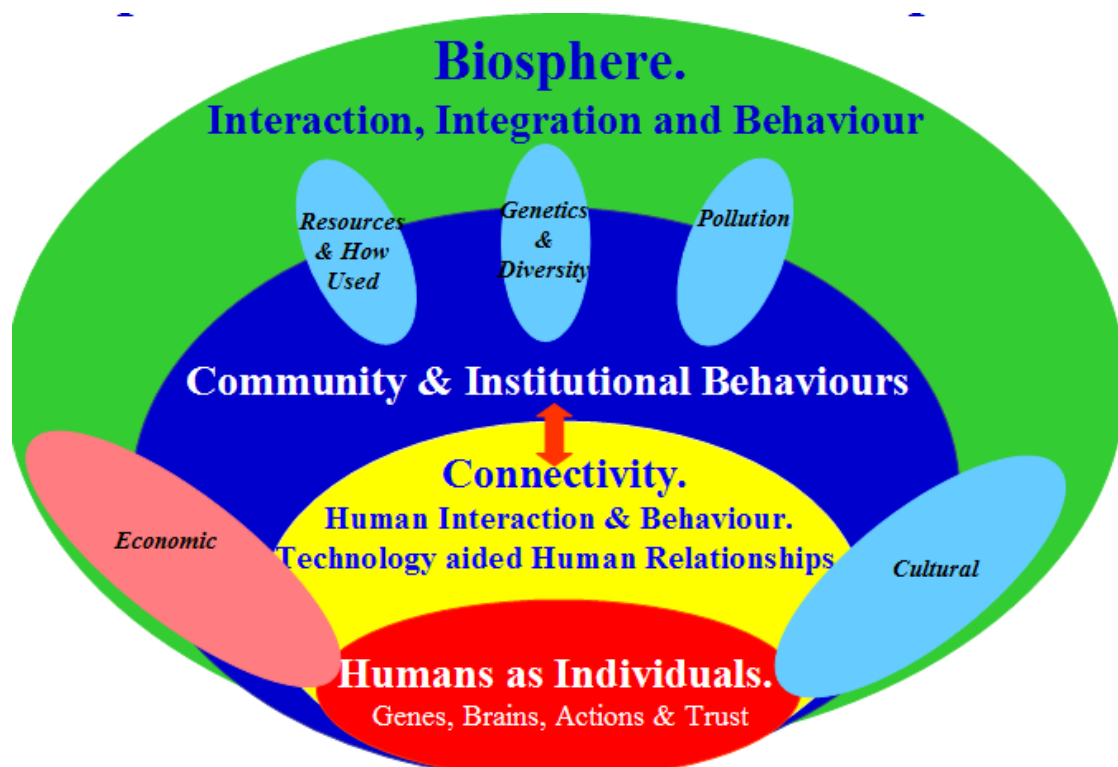 Biosphere.
Interaction, Integration and Behaviour
Resources
& How
Used
Genetics
&
Diversity
Pollution
Community & Institutional Behaviours
Connectivity.
Human Interaction & Behaviour.
Technology aided Human Relationships
Economic
Cultural
Humans as Individuals.
Genes, Brains, Actions & Trust